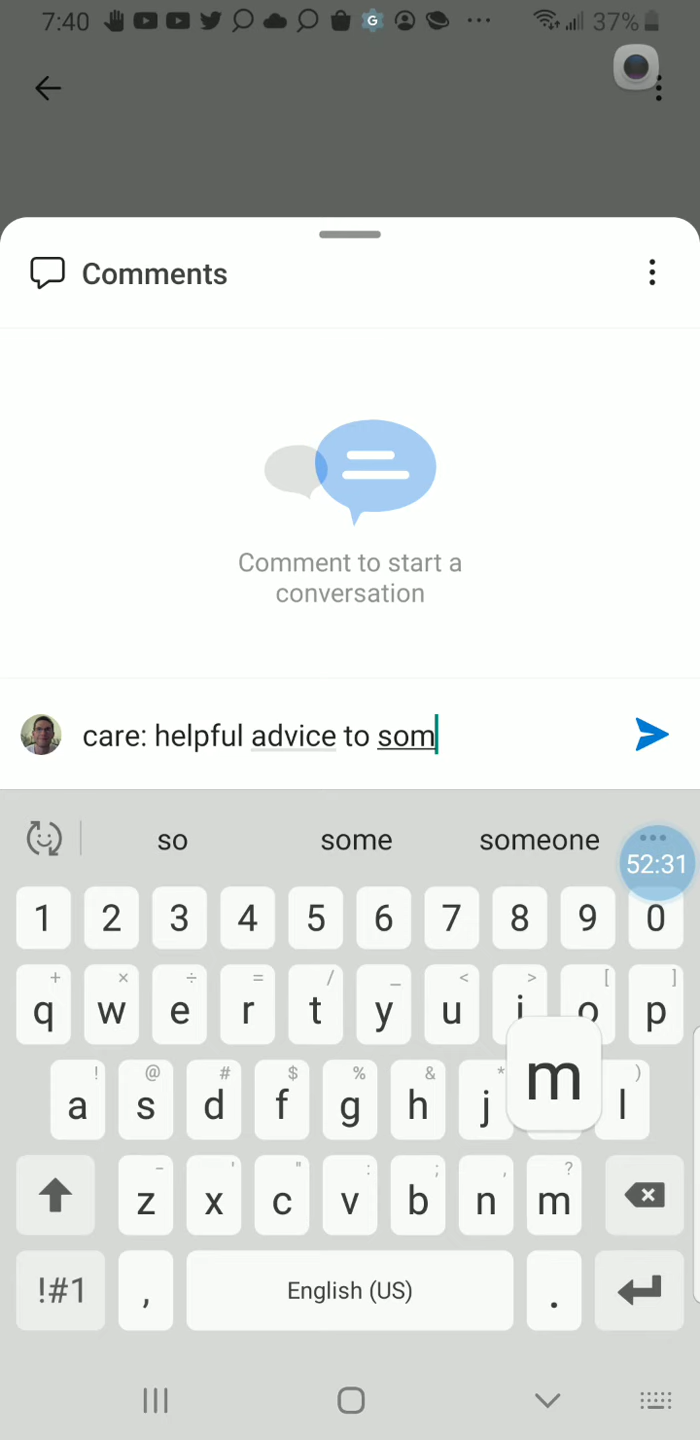 7:40 37%
Comments
Comment to start a
conversation
care: helpful advice to som
so some someone
52:31
1 2 3 4 5 6 7 8 9 0
+ × ÷ = / _ < > [ ]
q w e r t y u i o p
! @ # $ % & * )
a s d f g h j m l
- ' " : ; , ?
z x c v b n m
!#1 , English (US) .